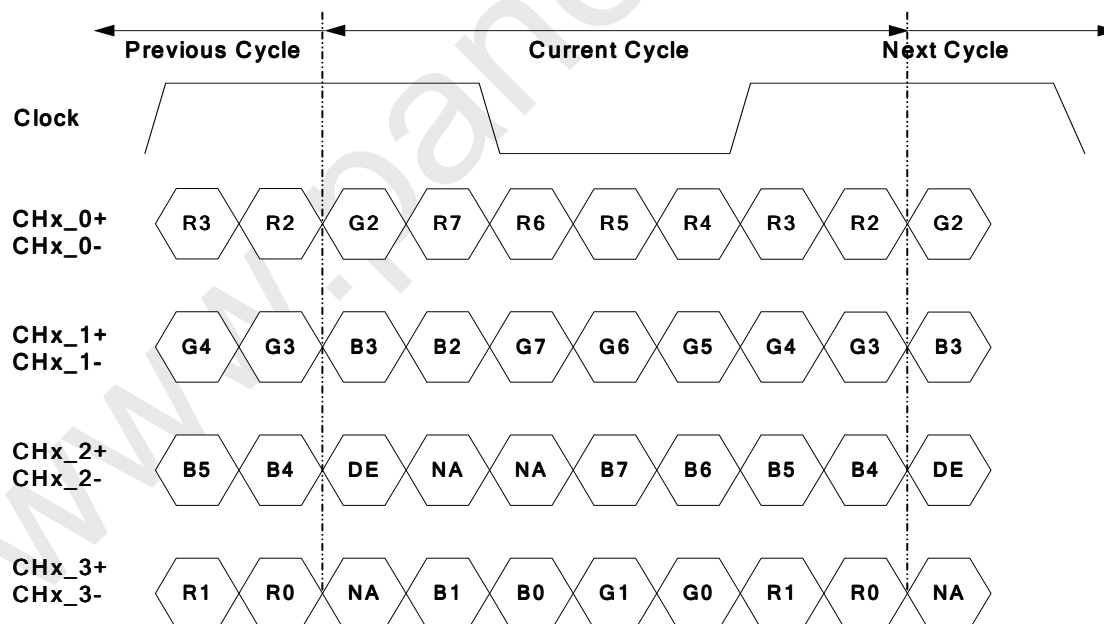 Previous Cycle Current Cycle Next Cycle
Clock
CHx_0+
CHx_0-
R3 R2 G2 R7 R6 R5 R4 R3 R2 G2
CHx_1+
CHx_1-
G4 G3 B3 B2 G7 G6 G5 G4 G3 B3
CHx_2+
CHx_2-
B5 B4 DE NA NA B7 B6 B5 B4 DE
CHx_3+
CHx_3-
R1 R0 NA B1 B0 G1 G0 R1 R0 NA